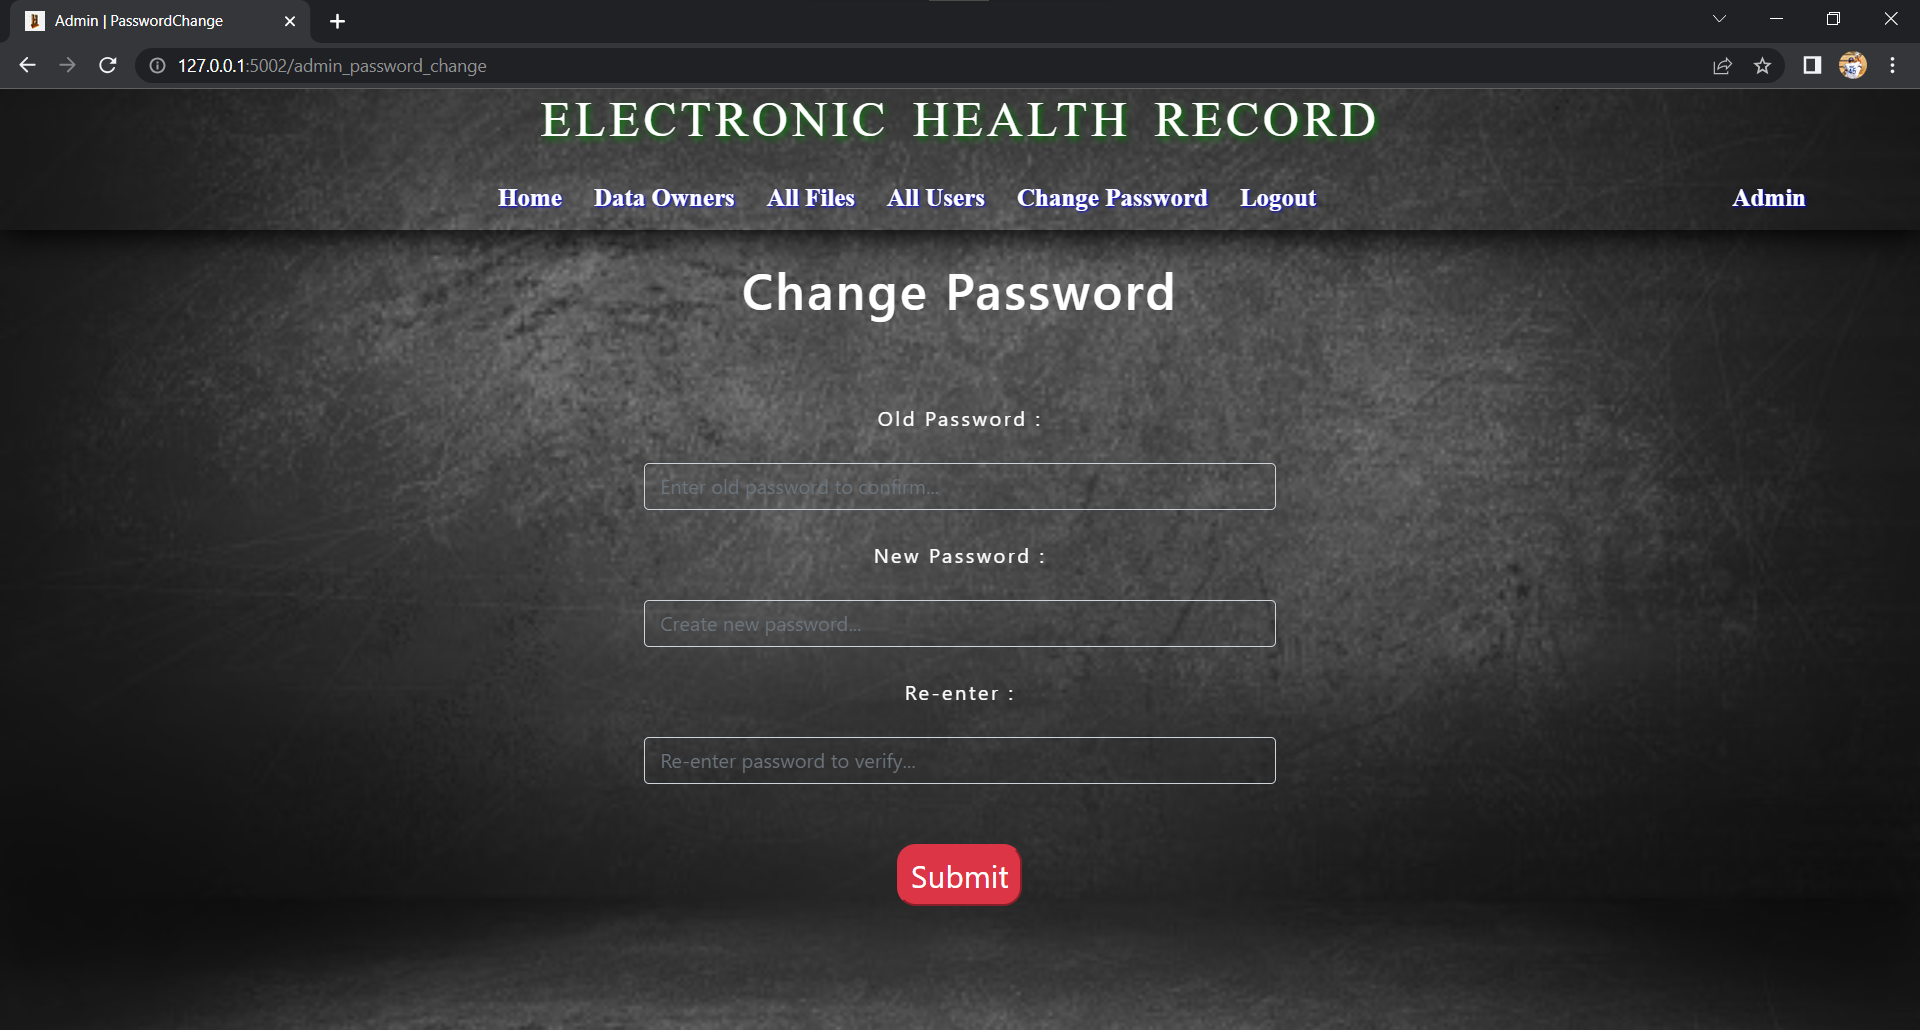 Admin | PasswordChange
127.0.0.1:5002/admin_password_change
ELECTRONIC HEALTH RECORD
Home Data Owners All Files All Users Change Password Logout Admin
Change Password
Old Password :
Enter old password to confirm...
New Password :
Create new password...
Re-enter :
Re-enter password to verify...
Submit